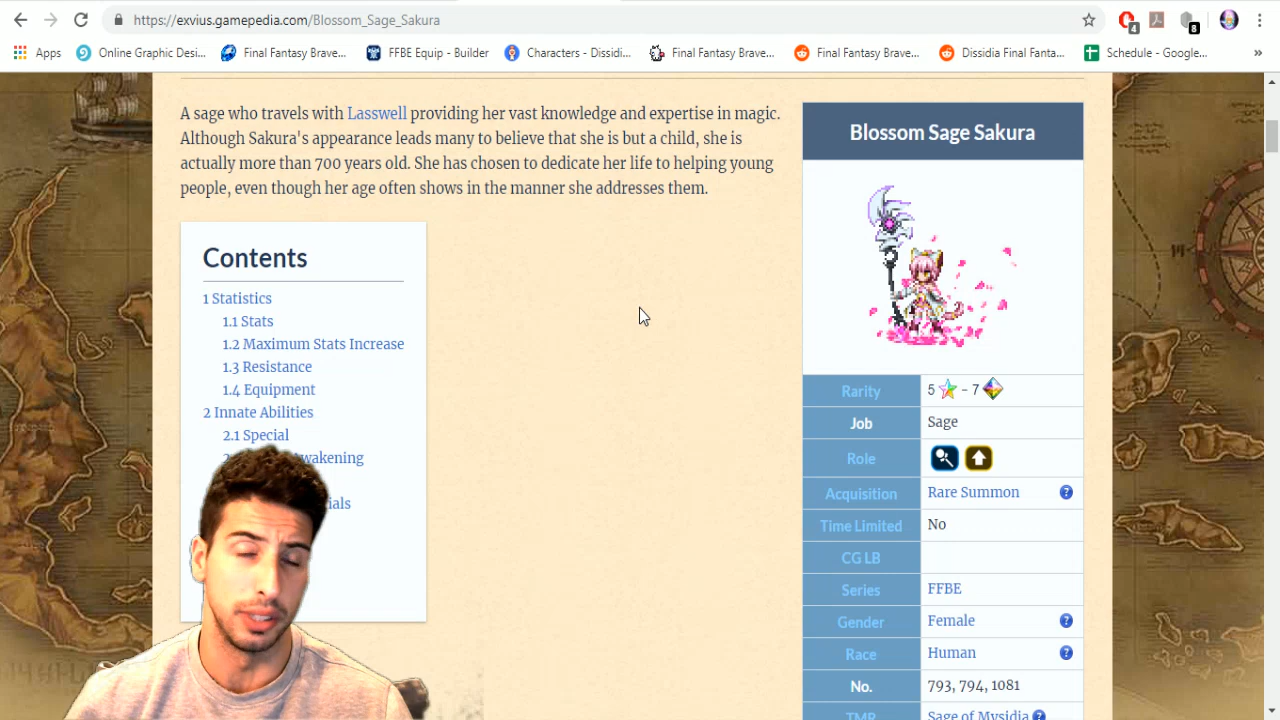 https://exvius.gamepedia.com/Blossom_Sage_Sakura
4
8
Apps
Online Graphic Desi...
Final Fantasy Brave...
FFBE Equip - Builder
Characters - Dissidi...
Final Fantasy Brave...
Final Fantasy Brave...
Dissidia Final Fanta...
Schedule - Google...
»
A sage who travels with Lasswell providing her vast knowledge and expertise in magic.
Although Sakura's appearance leads many to believe that she is but a child, she is
actually more than 700 years old. She has chosen to dedicate her life to helping young
people, even though her age often shows in the manner she addresses them.
Contents
1 Statistics
1.1 Stats
1.2 Maximum Stats Increase
1.3 Resistance
1.4 Equipment
2 Innate Abilities
2.1 Special
Blossom Sage Sakura
Rarity 5 - 7
Job Sage
Role
Acquisition Rare Summon ?
Time Limited No
CG LB
Series FFBE
Gender Female ?
Race Human ?
No. 793, 794, 1081
TMR Sage of Mysidia ?